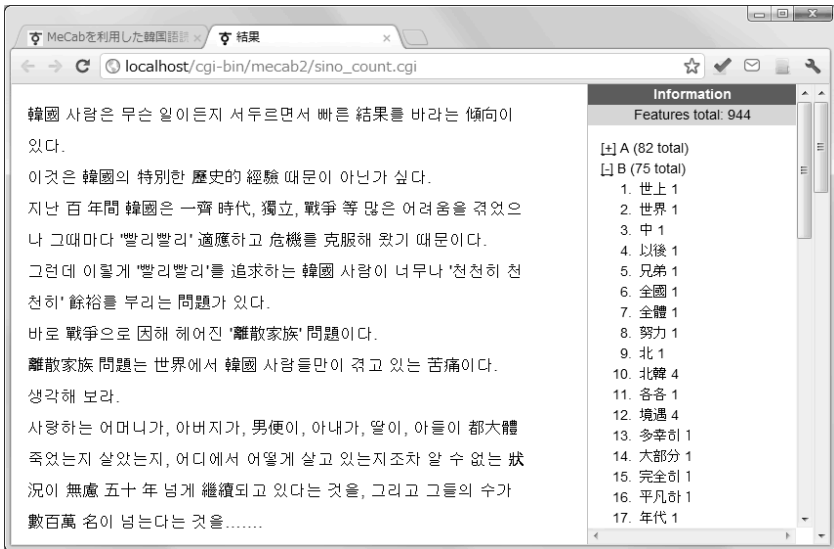 MeCabを利用した韓国語読
結果
localhost/cgi-bin/mecab2/sino_count.cgi
韓國 사람은 무슨 일이든지 서두르면서 빠른 結果를 바라는 傾向이
있다.
이것은 韓國의 特別한 歷史的 經驗 때문이 아닌가 싶다.
지난 百 年間 韓國은 一齊 時代, 獨立, 戰爭 等 많은 어려움을 겪었으
나 그때마다 '빨리빨리' 適應하고 危機를 克服해 왔기 때문이다.
그런데 이렇게 '빨리빨리'를 追求하는 韓國 사람이 너무나 '천천히 천
천히' 餘裕를 부리는 問題가 있다.
바로 戰爭으로 因해 헤어진 '離散家族' 問題이다.
離散家族 問題는 世界에서 韓國 사람들만이 겪고 있는 苦痛이다.
생각해 보라.
사랑하는 어머니가, 아버지가, 男便이, 아내가, 딸이, 아들이 都大體
죽었는지 살았는지, 어디에서 어떻게 살고 있는지조차 알 수 없는 狀
況이 無慮 五十 年 넘게 繼續되고 있다는 것을, 그리고 그들의 수가
數百萬 名이 넘는다는 것을.......
Information
Features total: 944
[+] A (82 total)
[-] B (75 total)
1. 世上 1
2. 世界 1
3. 中 1
4. 以後 1
5. 兄弟 1
6. 全國 1
7. 全體 1
8. 努力 1
9. 北 1
10. 北韓 4
11. 各各 1
12. 境遇 4
13. 多幸히 1
14. 大部分 1
15. 完全히 1
16. 平凡하 1
17. 年代 1